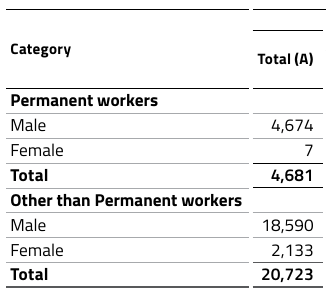 Category
Total (A)
Permanent workers
Male 4,674
Female 7
Total 4,681
Other than Permanent workers
Male 18,590
Female 2,133
Total 20,723